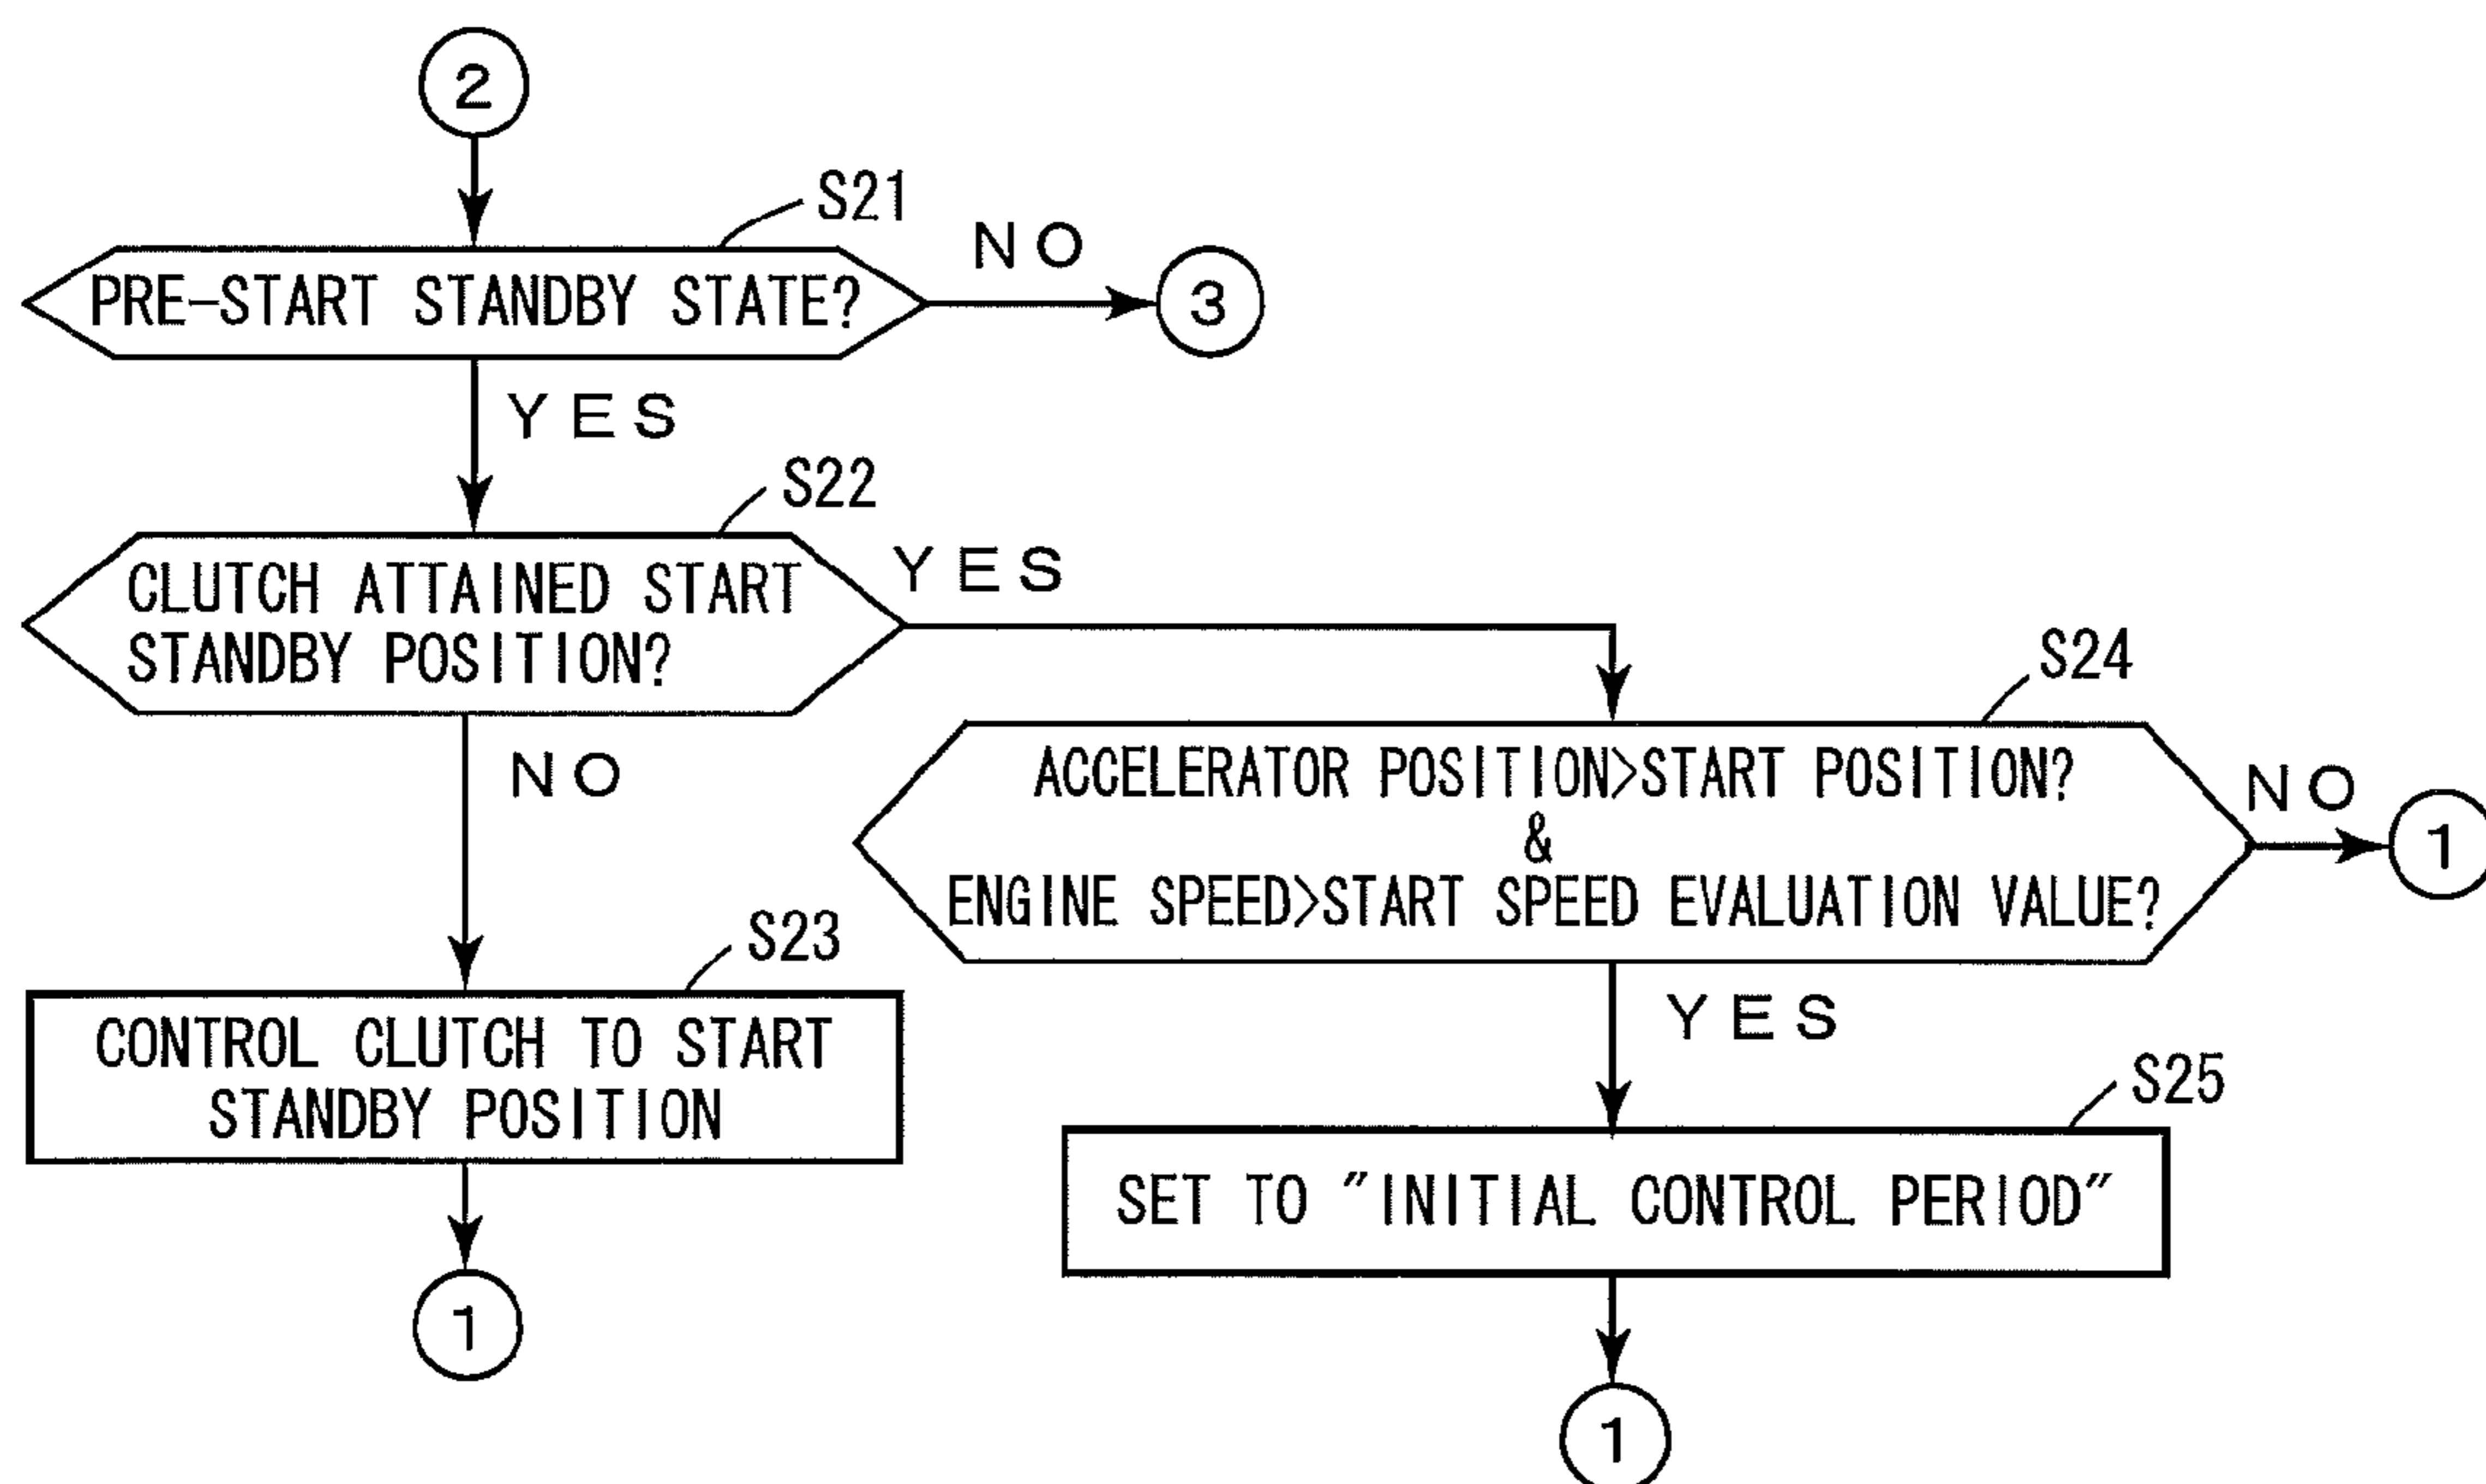 2
S21
PRE-START STANDBY STATE?
NO
3
YES
S22
CLUTCH ATTAINED START
STANDBY POSITION?
YES
NO
S24
ACCELERATOR POSITION>START POSITION?
&
ENGINE SPEED>START SPEED EVALUATION VALUE?
NO
1
S23
CONTROL CLUTCH TO START
STANDBY POSITION
1
YES
S25
SET TO "INITIAL CONTROL PERIOD"
1